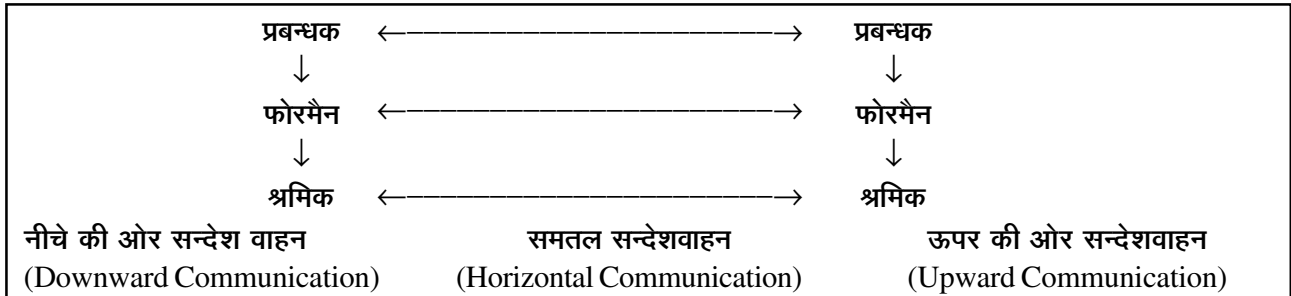 प्रबन्धक ←――――――――――――→ प्रबन्धक
↓ ↓
फोरमैन ←――――――――――――→ फोरमैन
↓ ↓
श्रमिक ←――――――――――――→ श्रमिक
नीचे की ओर सन्देश वाहन समतल सन्देशवाहन ऊपर की ओर सन्देशवाहन
(Downward Communication) (Horizontal Communication) (Upward Communication)